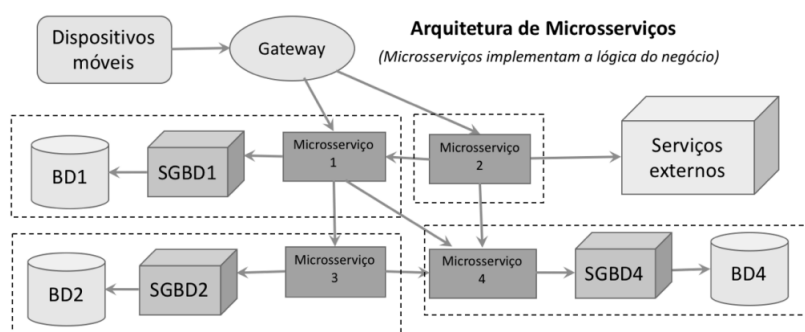 Dispositivos
móveis
Gateway
Arquitetura de Microsserviços
(Microsserviços implementam a lógica do negócio)
BD1
SGBD1
Microsserviço
1
Microsserviço
2
Serviços
externos
BD2
SGBD2
Microsserviço
3
Microsserviço
4
SGBD4
BD4